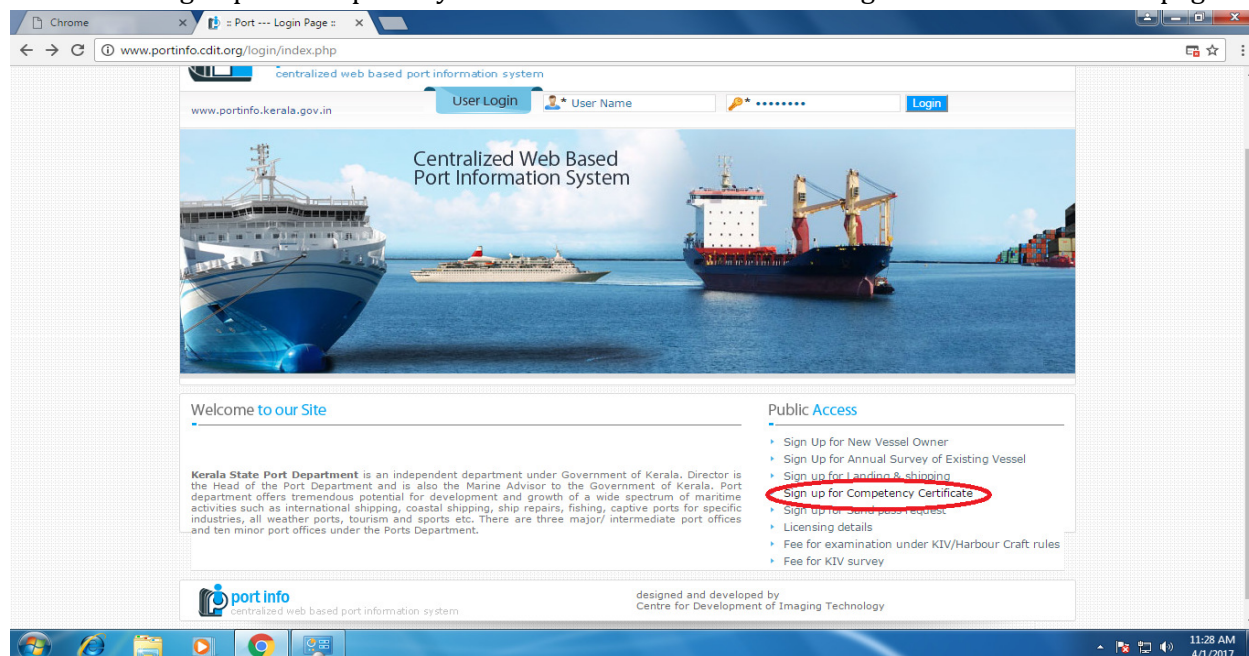 Chrome
:: Port --- Login Page ::
www.portinfo.cdit.org/login/index.php
centralized web based port information system
www.portinfo.kerala.gov.in
User Login
* User Name
* ••••••••
Login
Centralized Web Based
Port Information System
Welcome to our Site
Kerala State Port Department is an independent department under Government of Kerala. Director is
the Head of the Port Department and is also the Marine Advisor to the Government of Kerala. Port
department offers tremendous potential for development and growth of a wide spectrum of maritime
activities such as international shipping, coastal shipping, ship repairs, fishing, captive ports for specific
industries, all weather ports, tourism and sports etc. There are three major/ intermediate port offices
and ten minor port offices under the Ports Department.
Public Access
Sign Up for New Vessel Owner
Sign Up for Annual Survey of Existing Vessel
Sign up for Landing & shipping
Sign up for Competency Certificate
Sign up for Sand pass request
Licensing details
Fee for examination under KIV/Harbour Craft rules
Fee for KIV survey
port info
centralized web based port information system
designed and developed by
Centre for Development of Imaging Technology
11:28 AM
4/1/2017